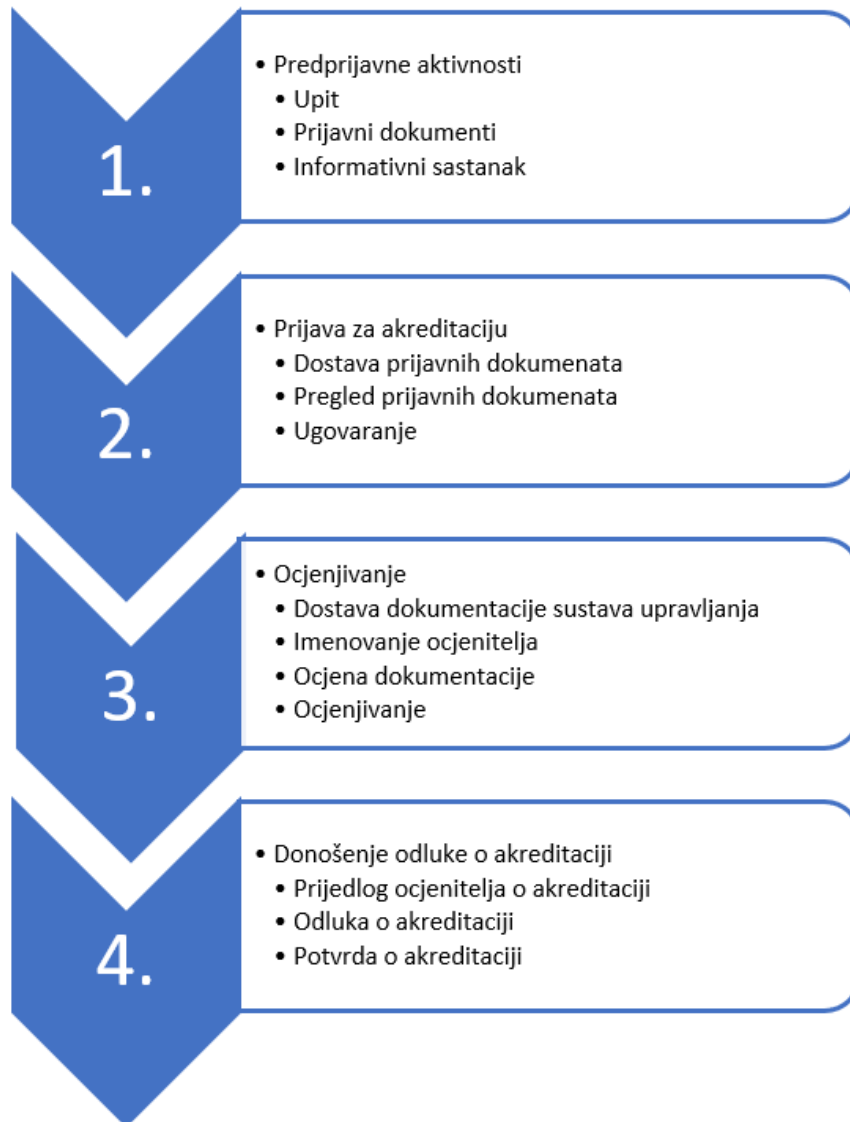 1.
• Predprijavne aktivnosti
• Upit
• Prijavni dokumenti
• Informativni sastanak
2.
• Prijava za akreditaciju
• Dostava prijavnih dokumenata
• Pregled prijavnih dokumenata
• Ugovaranje
3.
• Ocjenjivanje
• Dostava dokumentacije sustava upravljanja
• Imenovanje ocjenitelja
• Ocjena dokumentacije
• Ocjenjivanje
4.
• Donošenje odluke o akreditaciji
• Prijedlog ocjenitelja o akreditaciji
• Odluka o akreditaciji
• Potvrda o akreditaciji